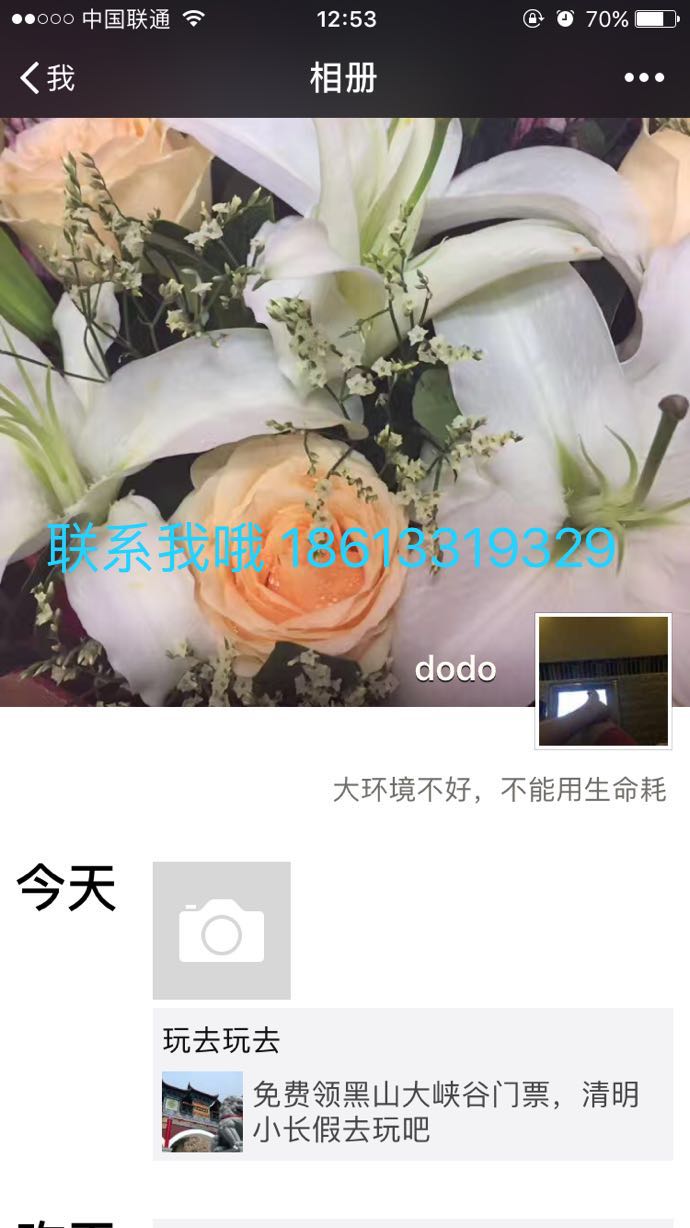 中国联通 12:53 70%
我 相册
联系我哦 18613319329
dodo
大环境不好，不能用生命耗
今天
玩去玩去
免费领黑山大峡谷门票，清明
小长假去玩吧